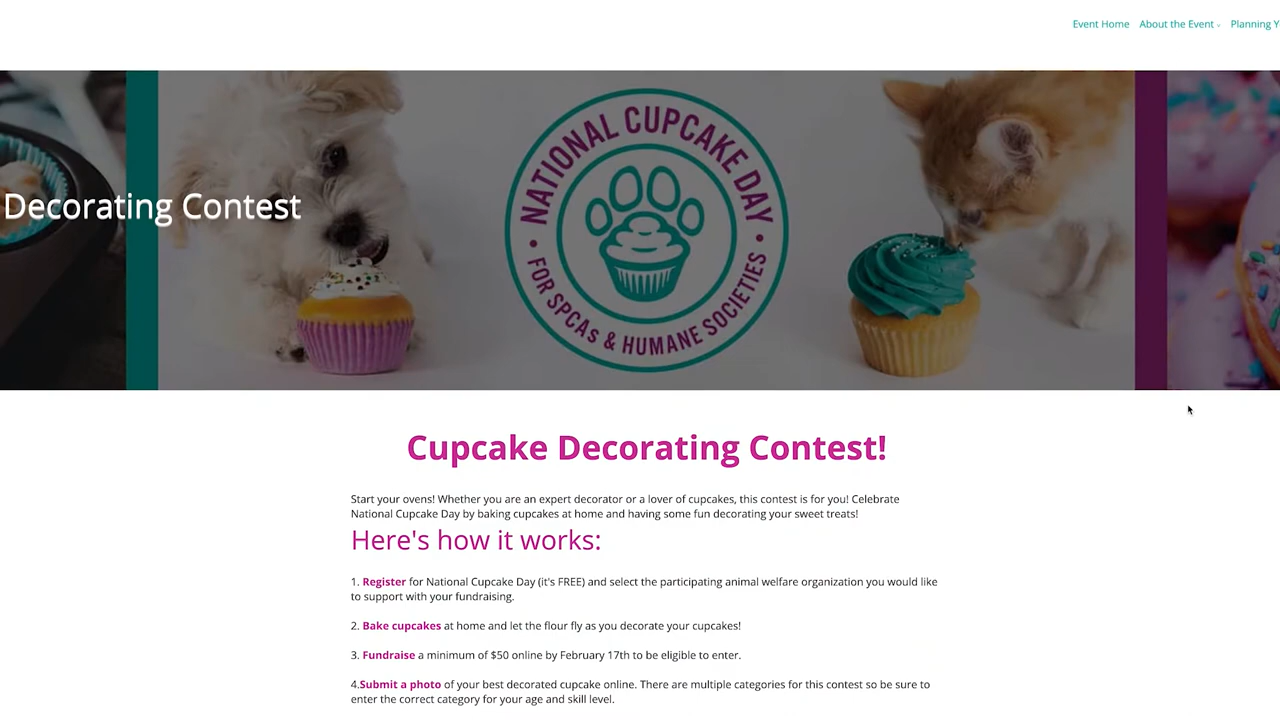 Event Home About the Event Planning Y
Decorating Contest
NATIONAL CUPCAKE DAY
• FOR SPCAs & HUMANE SOCIETIES •
Cupcake Decorating Contest!
Start your ovens! Whether you are an expert decorator or a lover of cupcakes, this contest is for you! Celebrate
National Cupcake Day by baking cupcakes at home and having some fun decorating your sweet treats!
Here's how it works:
1. Register for National Cupcake Day (it's FREE) and select the participating animal welfare organization you would like
to support with your fundraising.
2. Bake cupcakes at home and let the flour fly as you decorate your cupcakes!
3. Fundraise a minimum of $50 online by February 17th to be eligible to enter.
4.Submit a photo of your best decorated cupcake online. There are multiple categories for this contest so be sure to
enter the correct category for your age and skill level.